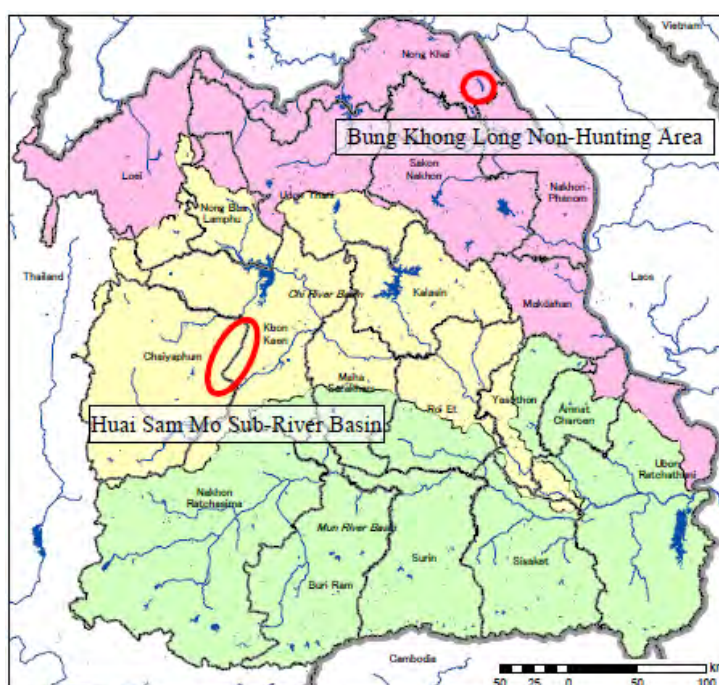 Vietnam
Nong Khai
Bung Khong Long Non-Hunting Area
Loei
Sakon
Nakhon
Udon Thani
Nakhon
Phanom
Nong Bua
Lamphu
Thailand
Laos
Chi River Basin
Kalasin
Mukdahan
Khon
Kaen
Chaiyaphum
Maha
Sarakham
Roi Et
Yasothon
Amnat
Charoen
Huai Sam Mo Sub-River Basin
Ubon
Ratchathani
Nakhon
Ratchasima
Mun River Basin
Surin
Sisaket
Buri Ram
Cambodia
km
50 25 0 50 100